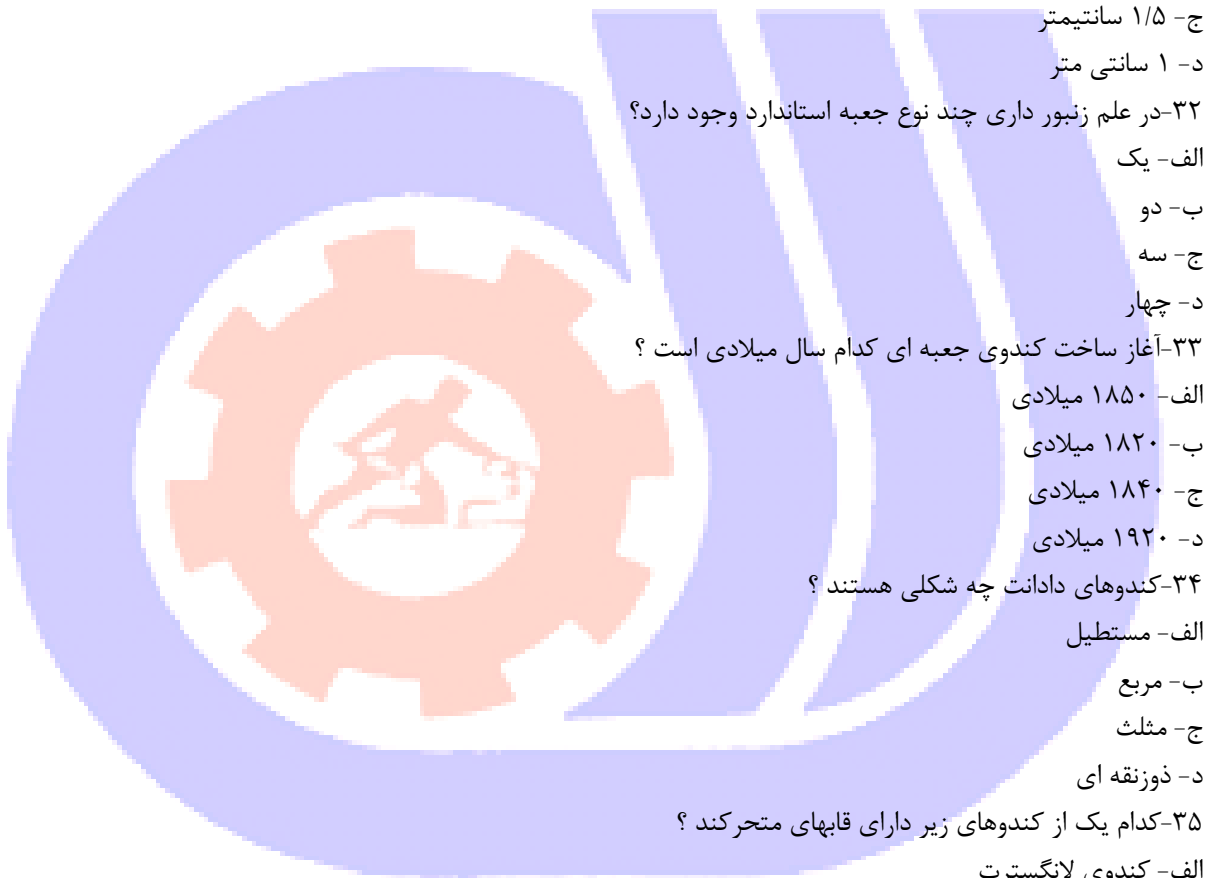 ج- ۱/۵ سانتیمتر
د- ۱ سانتی متر
۳۲-در علم زنبور داری چند نوع جعبه استاندارد وجود دارد؟
الف- یک
ب- دو
ج- سه
د- چهار
۳۳-آغاز ساخت کندوی جعبه ای کدام سال میلادی است ؟
الف- ۱۸۵۰ میلادی
ب- ۱۸۲۰ میلادی
ج- ۱۸۴۰ میلادی
د- ۱۹۲۰ میلادی
۳۴-کندوهای دادانت چه شکلی هستند ؟
الف- مستطیل
ب- مربع
ج- مثلث
د- ذوزنقه ای
۳۵-کدام یک از کندوهای زیر دارای قابهای متحرکند ؟
الف- کندوی لانگسترت